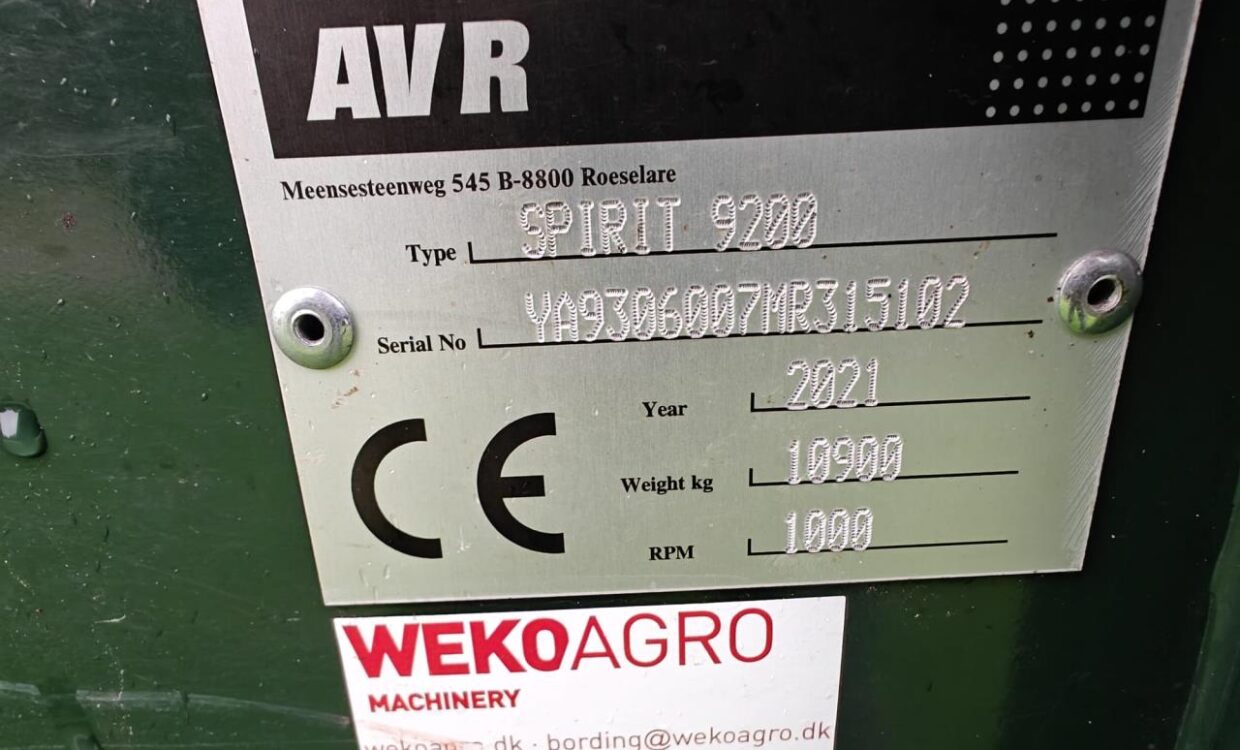 AVR
Meensesteenweg 545 B-8800 Roeselare
Type SPIRIT 9200
Serial No YA9306007MR315102
Year 2021
Weight kg 10900
RPM 1000
CE
WEKOAGRO
MACHINERY
dk · bording@wekoagro.dk